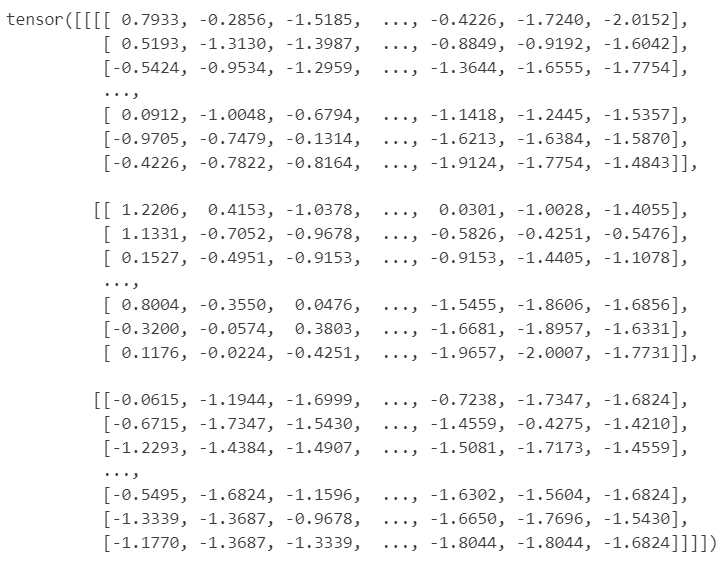 tensor([[[[ 0.7933, -0.2856, -1.5185,  ..., -0.4226, -1.7240, -2.0152],
          [ 0.5193, -1.3130, -1.3987,  ..., -0.8849, -0.9192, -1.6042],
          [-0.5424, -0.9534, -1.2959,  ..., -1.3644, -1.6555, -1.7754],
          ...,
          [ 0.0912, -1.0048, -0.6794,  ..., -1.1418, -1.2445, -1.5357],
          [-0.9705, -0.7479, -0.1314,  ..., -1.6213, -1.6384, -1.5870],
          [-0.4226, -0.7822, -0.8164,  ..., -1.9124, -1.7754, -1.4843]],

         [[ 1.2206,  0.4153, -1.0378,  ...,  0.0301, -1.0028, -1.4055],
          [ 1.1331, -0.7052, -0.9678,  ..., -0.5826, -0.4251, -0.5476],
          [ 0.1527, -0.4951, -0.9153,  ..., -0.9153, -1.4405, -1.1078],
          ...,
          [ 0.8004, -0.3550,  0.0476,  ..., -1.5455, -1.8606, -1.6856],
          [-0.3200, -0.0574,  0.3803,  ..., -1.6681, -1.8957, -1.6331],
          [ 0.1176, -0.0224, -0.4251,  ..., -1.9657, -2.0007, -1.7731]],

         [[-0.0615, -1.1944, -1.6999,  ..., -0.7238, -1.7347, -1.6824],
          [-0.6715, -1.7347, -1.5430,  ..., -1.4559, -0.4275, -1.4210],
          [-1.2293, -1.4384, -1.4907,  ..., -1.5081, -1.7173, -1.4559],
          ...,
          [-0.5495, -1.6824, -1.1596,  ..., -1.6302, -1.5604, -1.6824],
          [-1.3339, -1.3687, -0.9678,  ..., -1.6650, -1.7696, -1.5430],
          [-1.1770, -1.3687, -1.3339,  ..., -1.8044, -1.8044, -1.6824]]]])